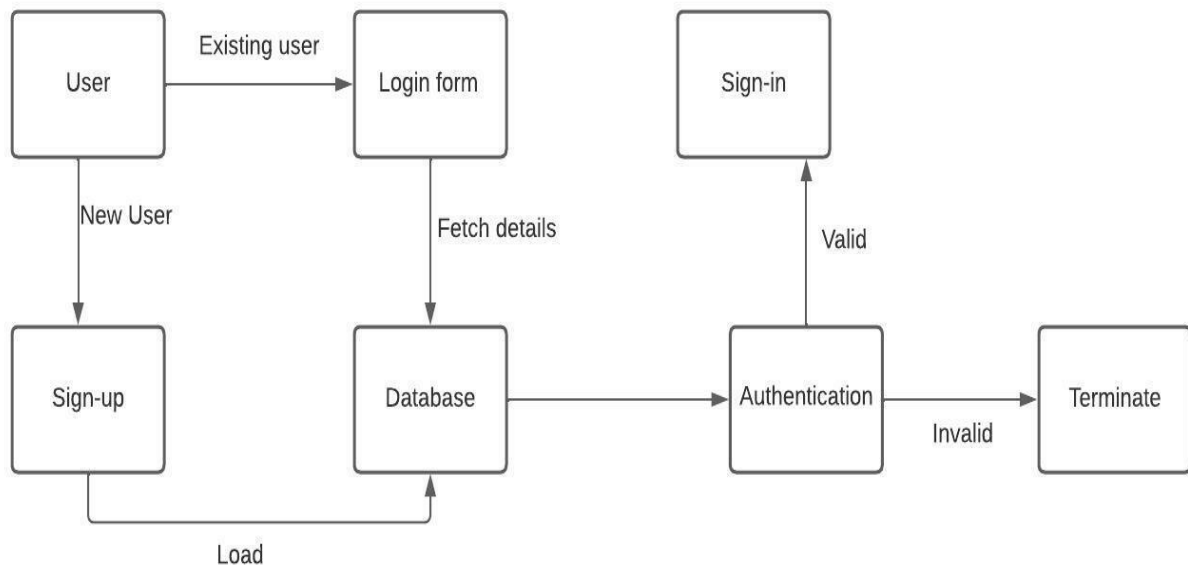 User
Existing user
Login form
Sign-in
New User
Fetch details
Valid
Sign-up
Database
Authentication
Terminate
Invalid
Load